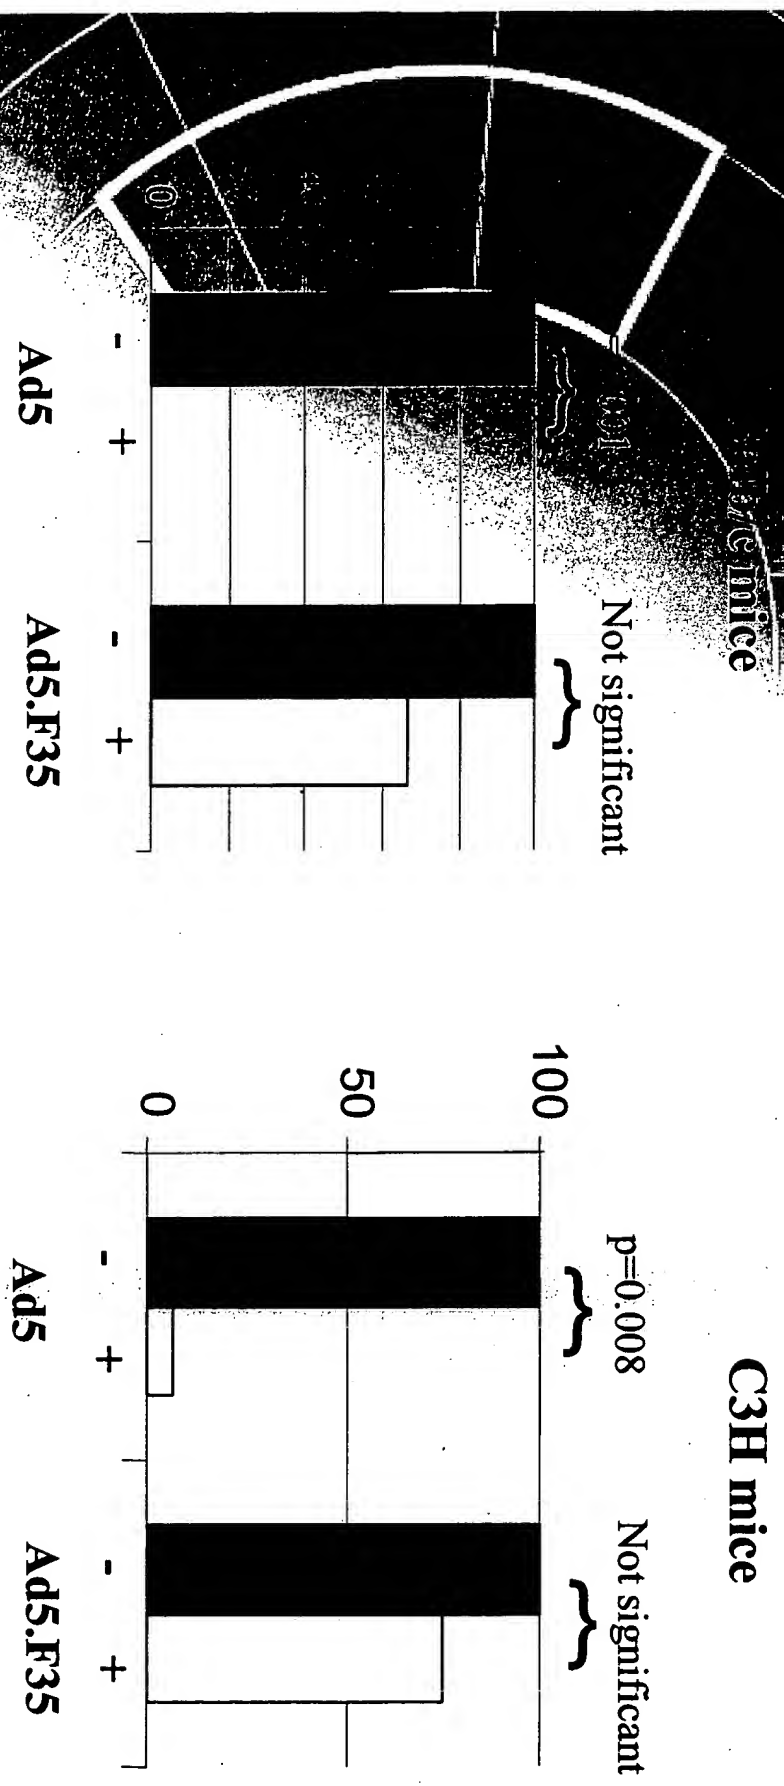 /c mice
Not significant
0
- + - +
Ad5 Ad5.F35
C3H mice
p=0.008 Not significant
100
50
0
- + - +
Ad5 Ad5.F35